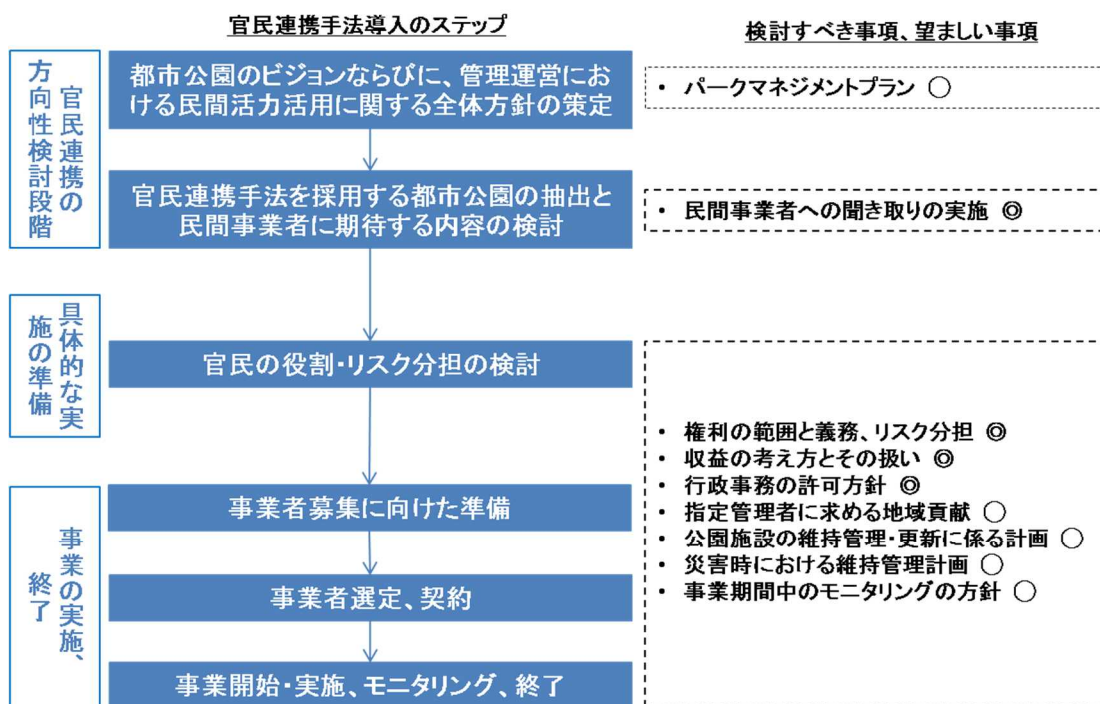 官民連携手法導入のステップ
検討すべき事項、望ましい事項
官民連携の
方向性検討段階
都市公園のビジョンならびに、管理運営にお
ける民間活力活用に関する全体方針の策定
・ パークマネジメントプラン ○
官民連携手法を採用する都市公園の抽出と
民間事業者に期待する内容の検討
・ 民間事業者への聞き取りの実施 ◎
具体的な実
施の準備
官民の役割・リスク分担の検討
・ 権利の範囲と義務、リスク分担 ◎
・ 収益の考え方とその扱い ◎
・ 行政事務の許可方針 ◎
・ 指定管理者に求める地域貢献 ○
・ 公園施設の維持管理・更新に係る計画 ○
・ 災害時における維持管理計画 ○
・ 事業期間中のモニタリングの方針 ○
事業の実施、
終了
事業者募集に向けた準備
事業者選定、契約
事業開始・実施、モニタリング、終了